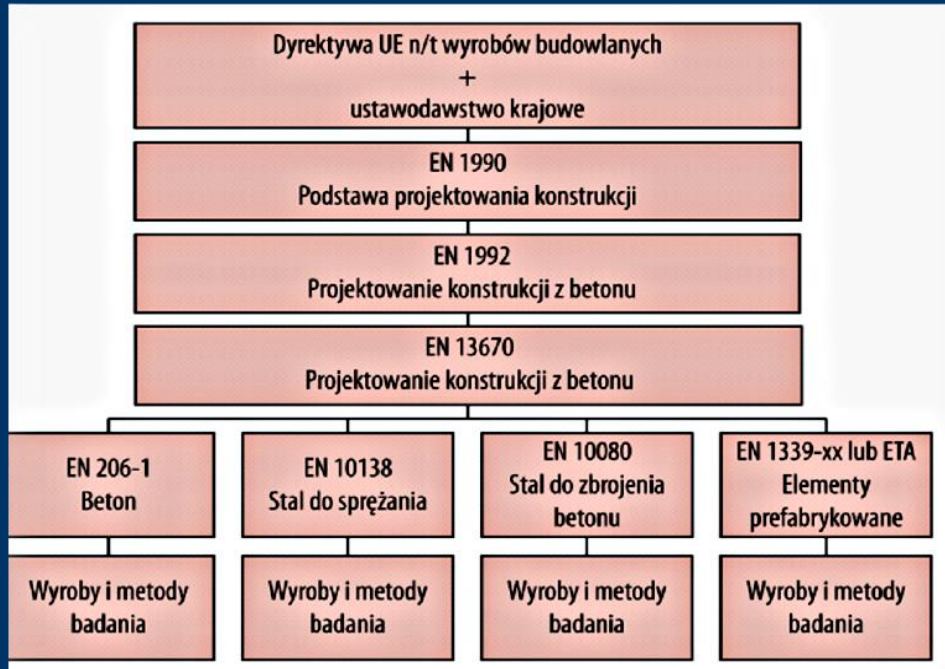 Dyrektywa UE n/t wyrobów budowlanych
+
ustawodawstwo krajowe
EN 1990
Podstawa projektowania konstrukcji
EN 1992
Projektowanie konstrukcji z betonu
EN 13670
Projektowanie konstrukcji z betonu
EN 206-1
Beton
EN 10138
Stal do sprężania
EN 10080
Stal do zbrojenia
betonu
EN 1339-xx lub ETA
Elementy
prefabrykowane
Wyroby i metody
badania
Wyroby i metody
badania
Wyroby i metody
badania
Wyroby i metody
badania